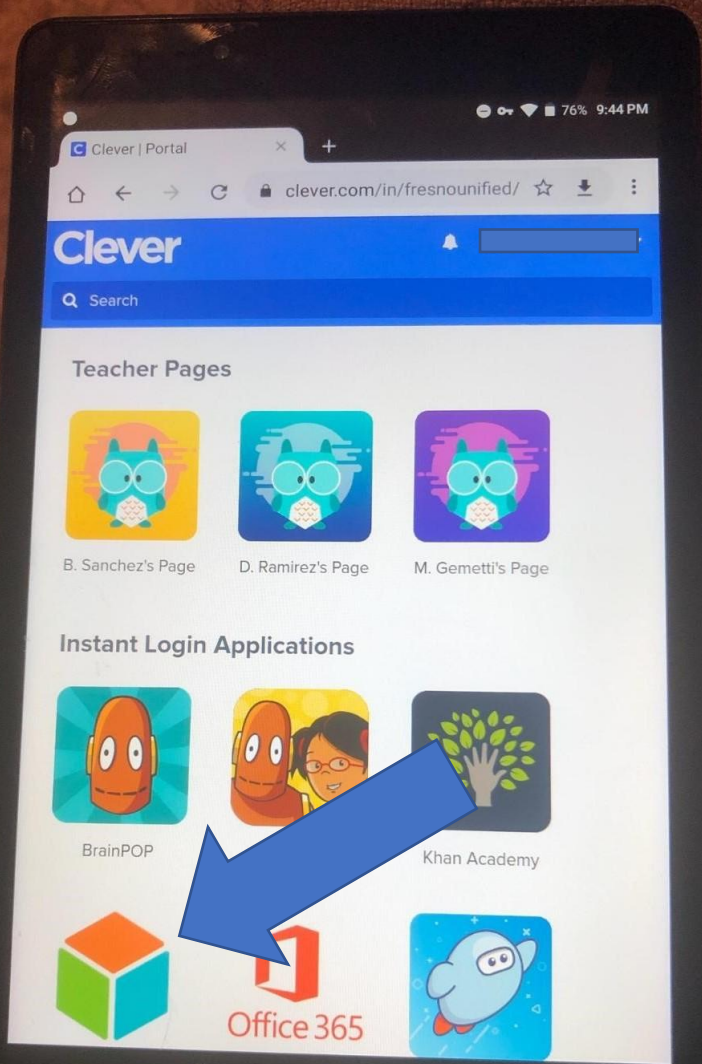 76% 9:44 PM
C Clever | Portal
clever.com/in/fresnounified/
Clever
Search
Teacher Pages
B. Sanchez's Page D. Ramirez's Page M. Gemetti's Page
Instant Login Applications
BrainPOP Khan Academy
Office 365